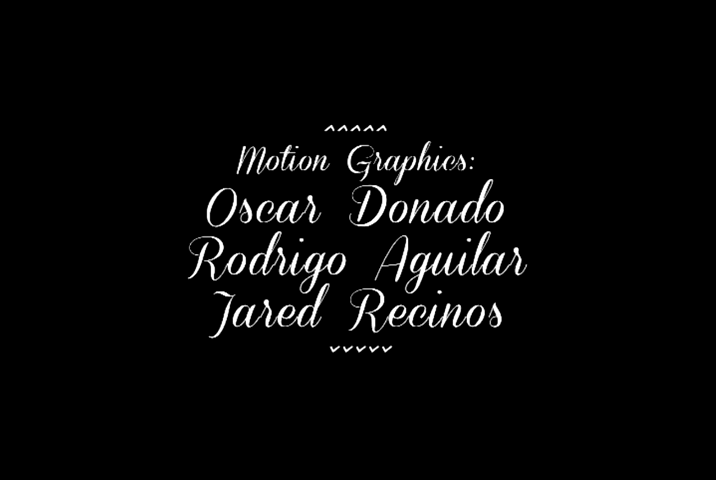 ^^^^^
Motion Graphics:
Oscar Donado
Rodrigo Aguilar
Jared Recinos